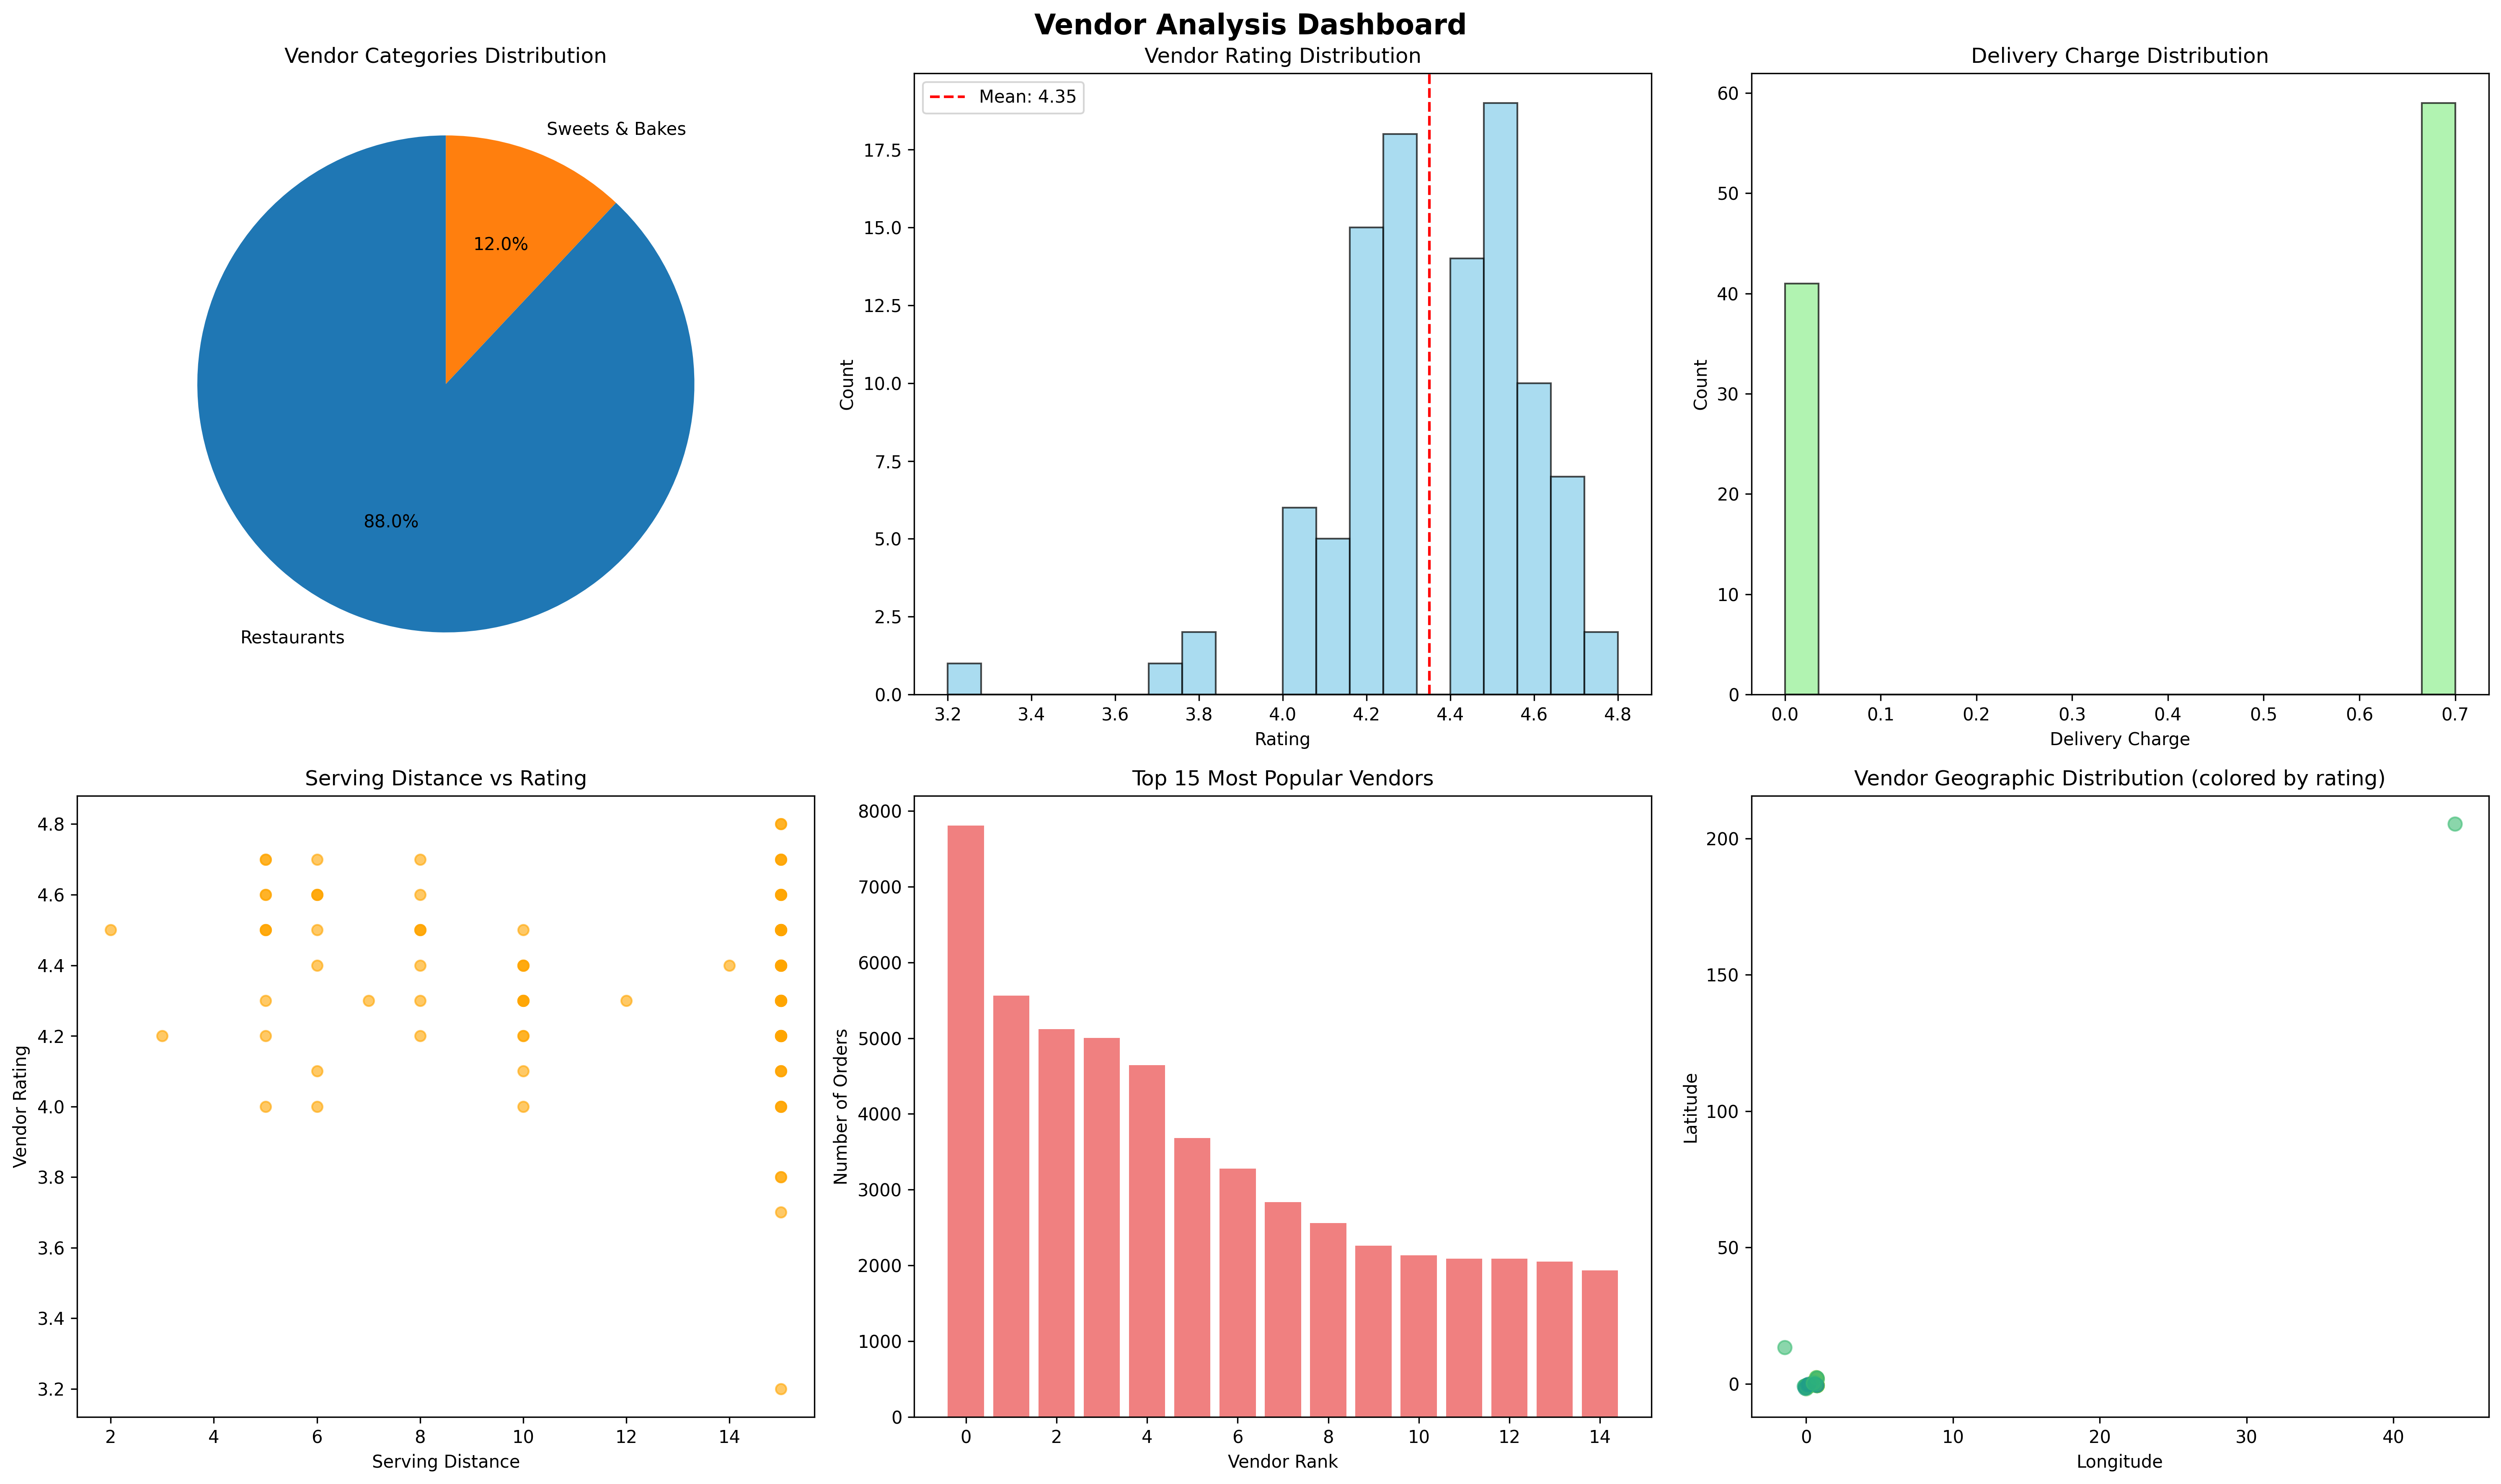 Vendor Analysis Dashboard
Vendor Categories Distribution
Sweets & Bakes
12.0%
88.0%
Restaurants
Vendor Rating Distribution
Mean: 4.35
Count
17.5
15.0
12.5
10.0
7.5
5.0
2.5
0.0
3.2 3.4 3.6 3.8 4.0 4.2 4.4 4.6 4.8
Rating
Delivery Charge Distribution
Count
60
50
40
30
20
10
0
0.0 0.1 0.2 0.3 0.4 0.5 0.6 0.7
Delivery Charge
Serving Distance vs Rating
Vendor Rating
4.8
4.6
4.4
4.2
4.0
3.8
3.6
3.4
3.2
2 4 6 8 10 12 14
Serving Distance
Top 15 Most Popular Vendors
Number of Orders
8000
7000
6000
5000
4000
3000
2000
1000
0
0 2 4 6 8 10 12 14
Vendor Rank
Vendor Geographic Distribution (colored by rating)
Latitude
200
150
100
50
0
0 10 20 30 40
Longitude